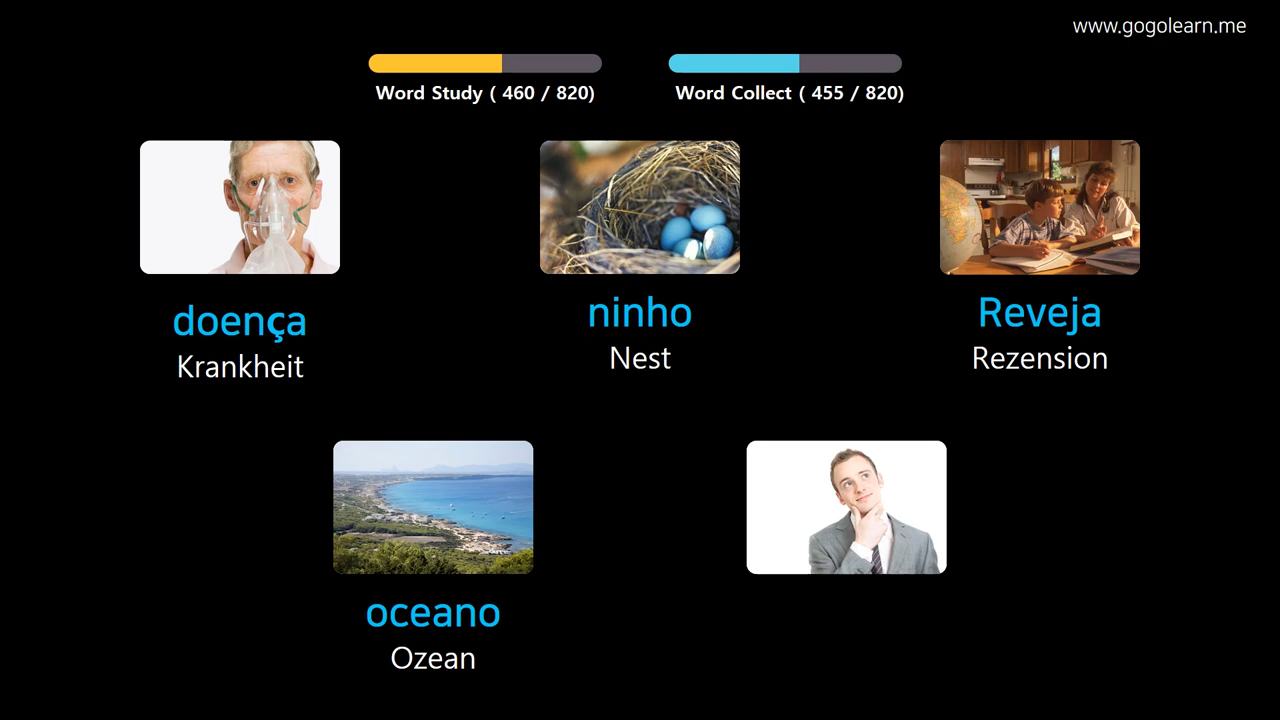 www.gogolearn.me
Word Study ( 460 / 820)
Word Collect ( 455 / 820)
doença
Krankheit
ninho
Nest
Reveja
Rezension
oceano
Ozean